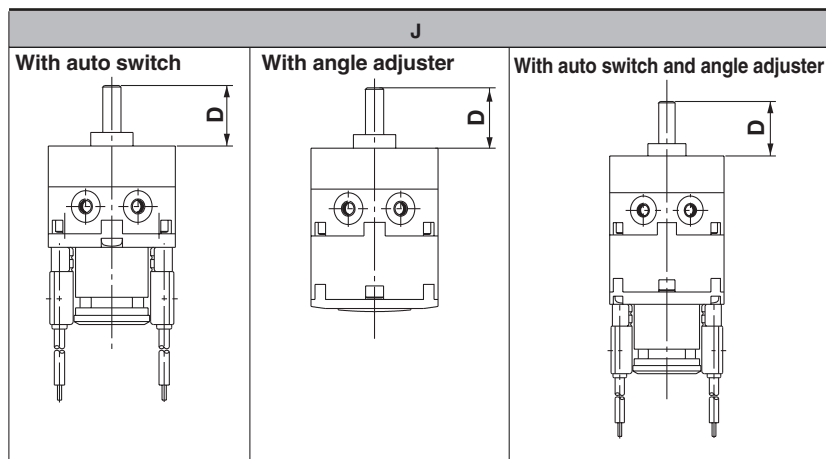 J
With auto switch
D
With angle adjuster
D
With auto switch and angle adjuster
D